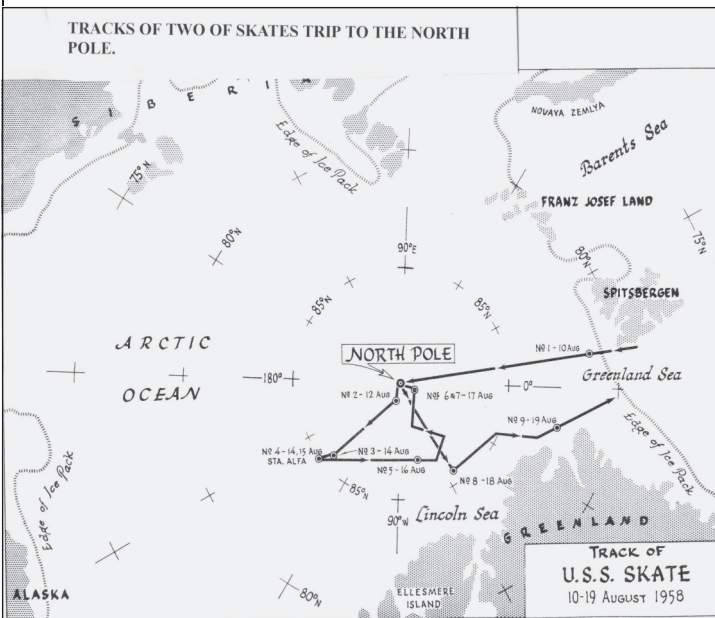 TRACKS OF TWO OF SKATES TRIP TO THE NORTH
POLE.
SIBERIA
NOVAYA ZEMLYA
Edge of Ice Pack
Barents Sea
75°N
FRANZ JOSEF LAND
75°N
80°N
90°E
80°N
SPITSBERGEN
85°N
85°N
ARCTIC
OCEAN
NORTH POLE
Nº 1-10 AUG
180°
0°
Greenland Sea
Nº 2-12 AUG
Nos 6&7-17 AUG
Nº 9-19 AUG
Edge of Ice Pack
Nº 4-14,15 AUG
STA. ALFA
Nº 3-14 AUG
Nº 5-16 AUG
Nº 8-18 AUG
85°N
90°W
Lincoln Sea
GREENLAND
Edge of Ice Pack
80°N
ALASKA
ELLESMERE
ISLAND
TRACK OF
U.S.S. SKATE
10-19 AUGUST 1958